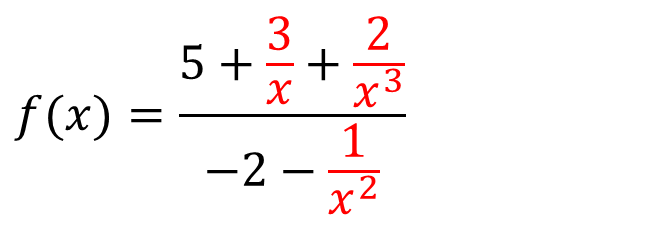 f(x) = (5 + 3/x + 2/x³)/(−2 − 1/x²)